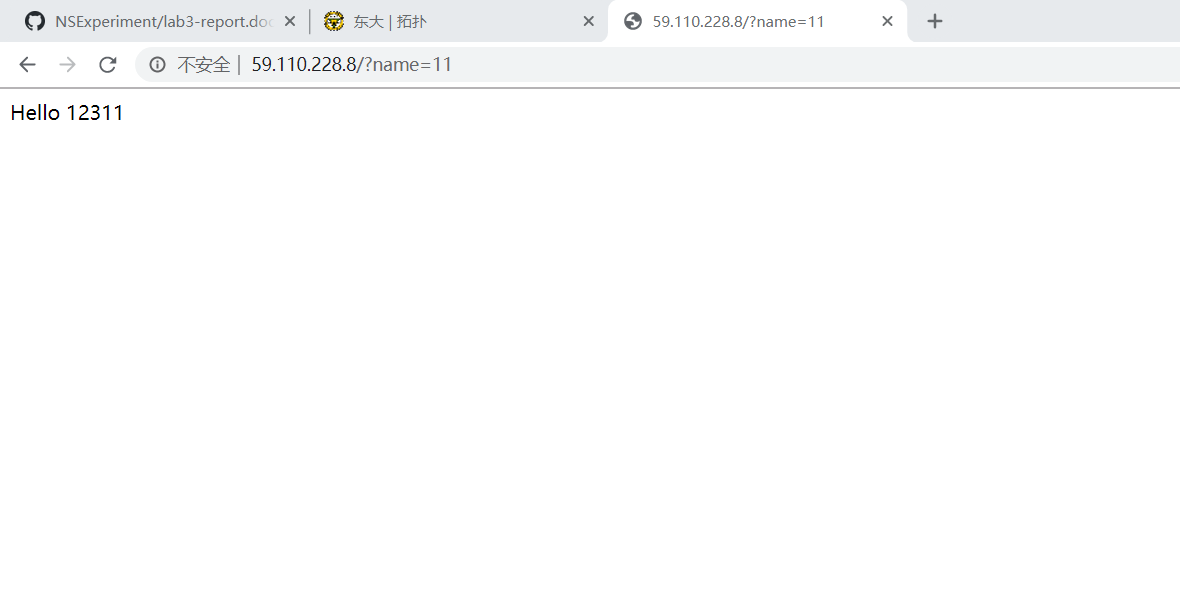 NSExperiment/lab3-report.doc
东大 | 拓扑
59.110.228.8/?name=11
不安全 | 59.110.228.8/?name=11
Hello 12311